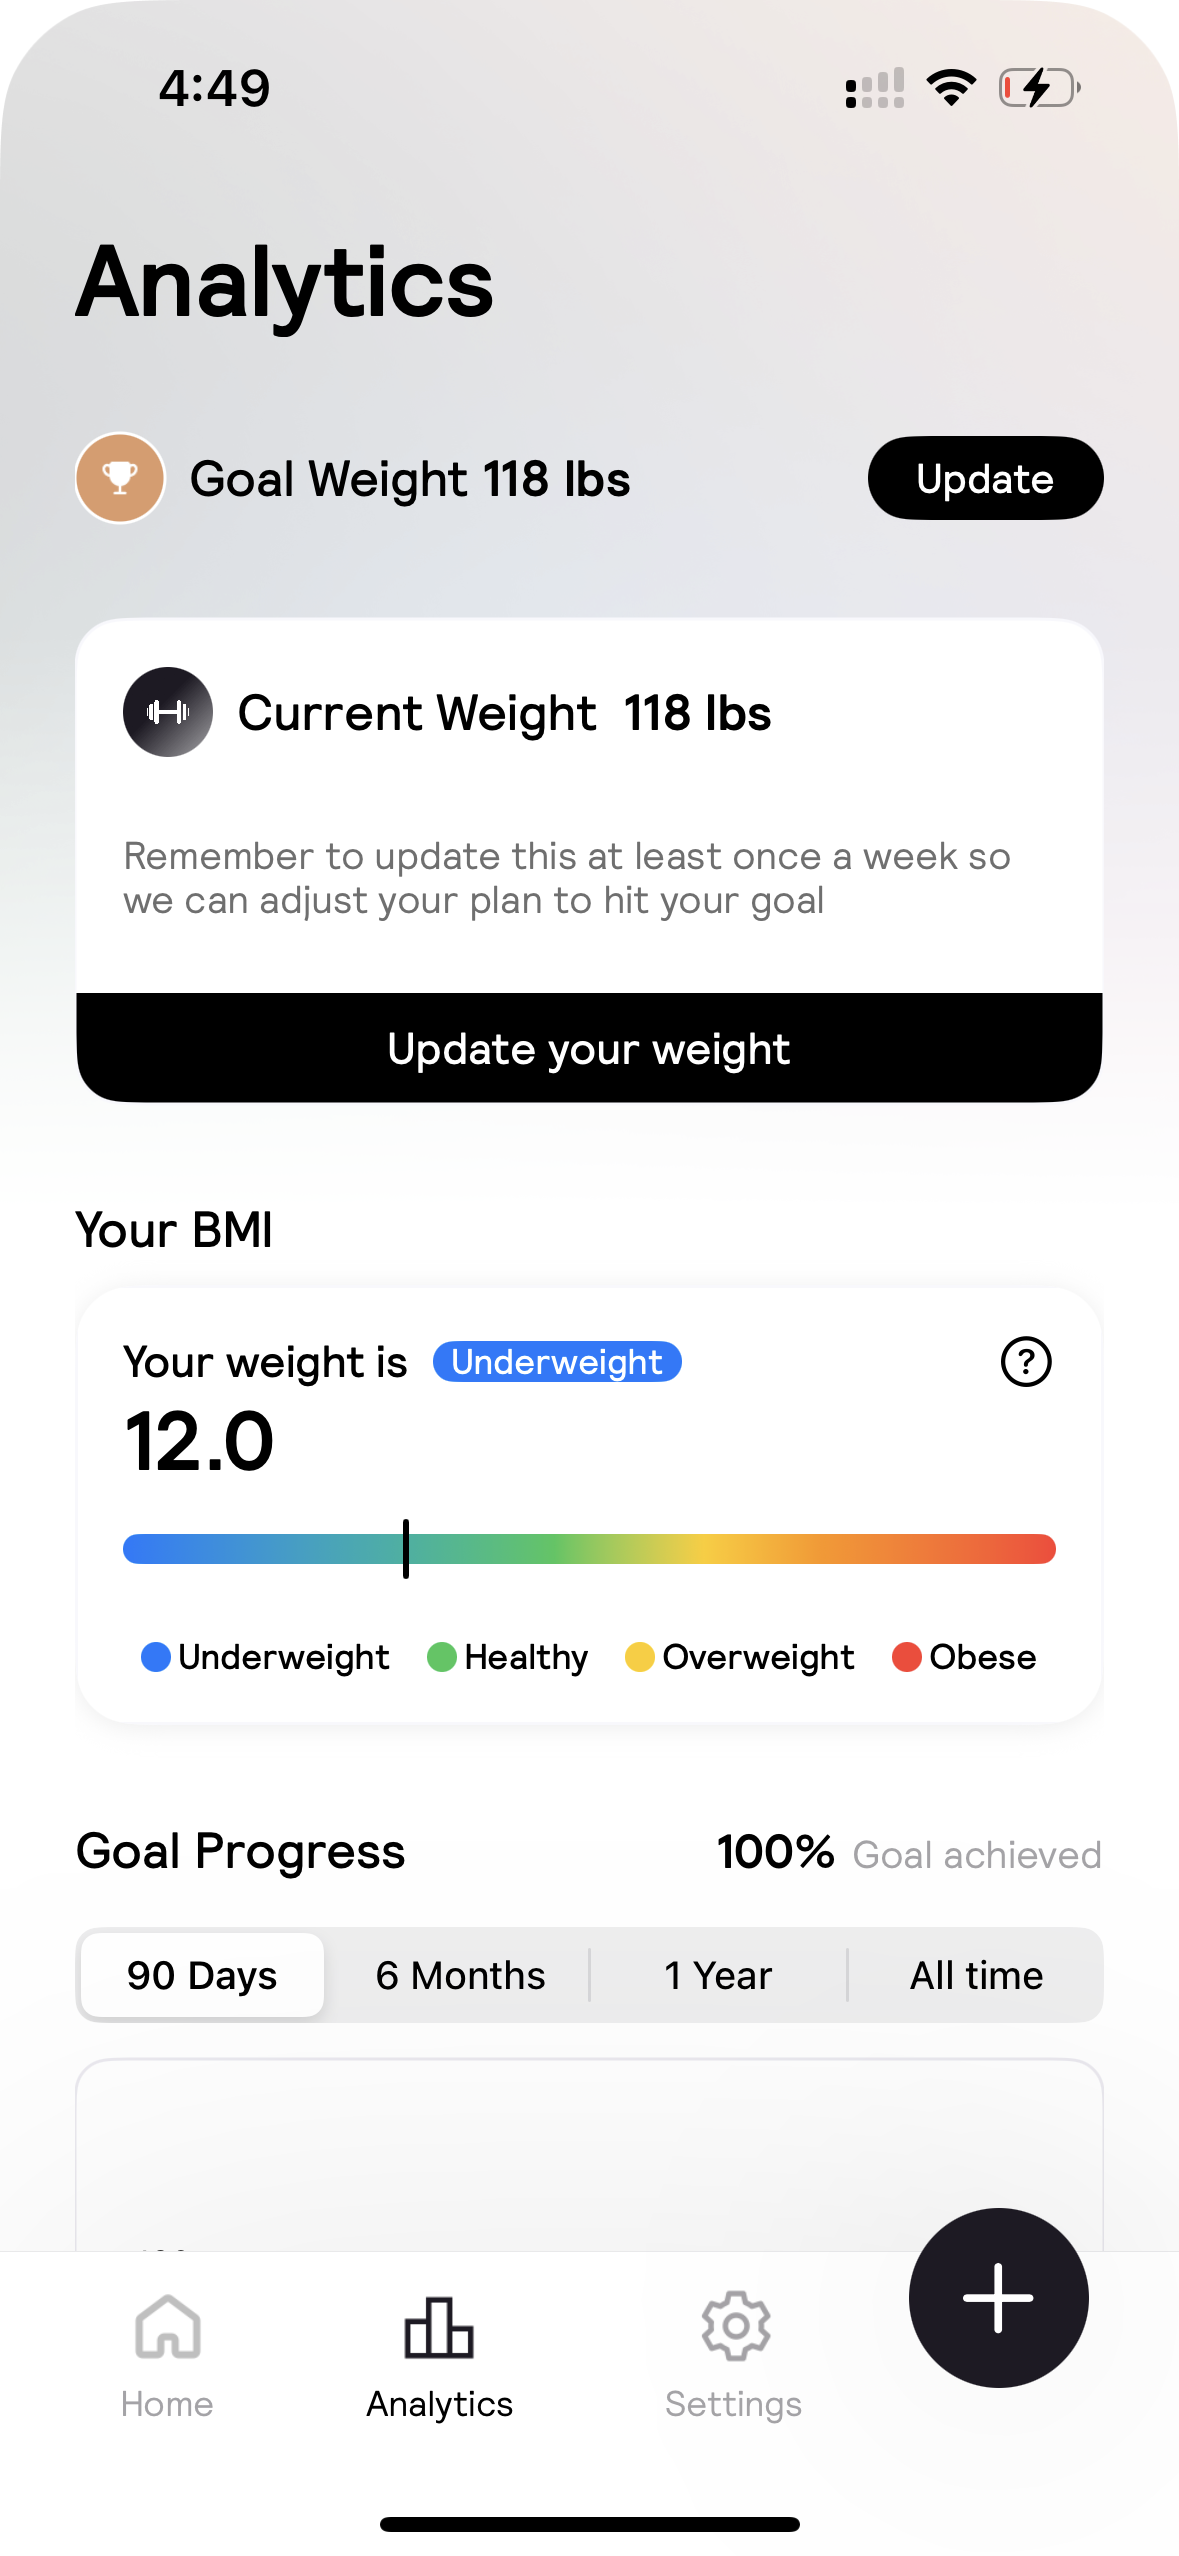 4:49
Analytics
Goal Weight 118 lbs
Update
Current Weight 118 lbs
Remember to update this at least once a week so
we can adjust your plan to hit your goal
Update your weight
Your BMI
Your weight is Underweight ?
12.0
Underweight Healthy Overweight Obese
Goal Progress 100% Goal achieved
90 Days 6 Months 1 Year All time
Home Analytics Settings